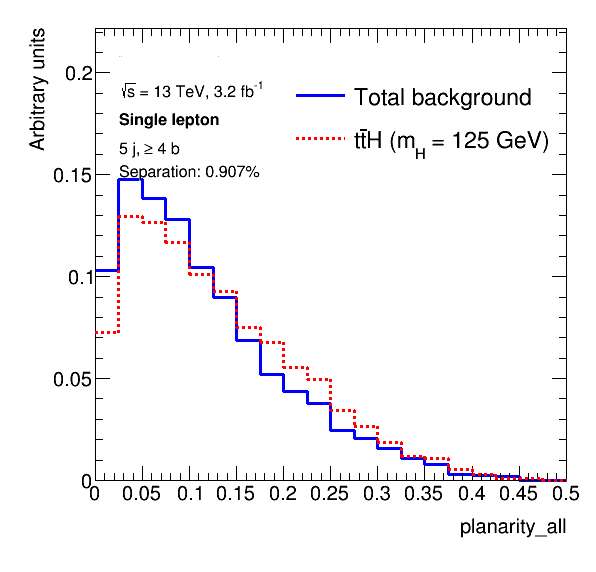 Arbitrary units
0.2
0.15
0.1
0.05
0
√s = 13 TeV, 3.2 fb⁻¹
Single lepton
5 j, ≥ 4 b
Separation: 0.907%
Total background
tt̄H (m_H = 125 GeV)
0 0.05 0.1 0.15 0.2 0.25 0.3 0.35 0.4 0.45 0.5
planarity_all